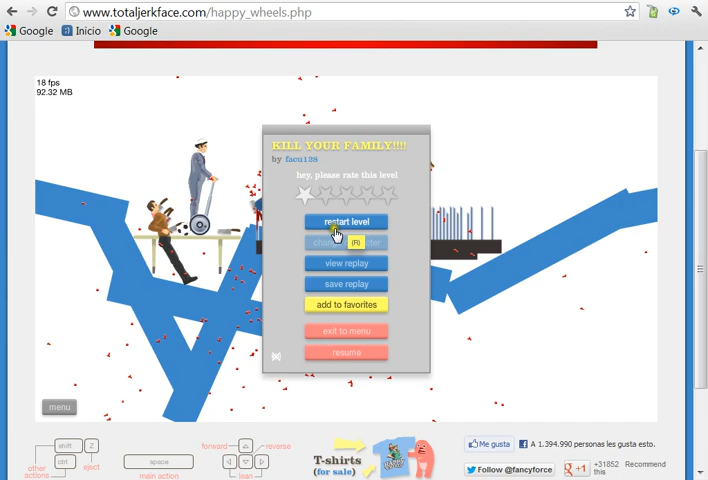 www.totaljerkface.com/happy_wheels.php
Google
Inicio
Google
18 fps
92.32 MB
KILL YOUR FAMILY!!!!
by facu128
hey, please rate this level
restart level
(R)
view replay
save replay
add to favorites
exit to menu
resume
menu
shift
Z
ctrl
eject
other
actions
space
main action
forward
reverse
lean
T-shirts
(for sale)
Me gusta
A 1.394.990 personas les gusta esto.
Follow @fancyforce
+1
+31852 Recommend
this